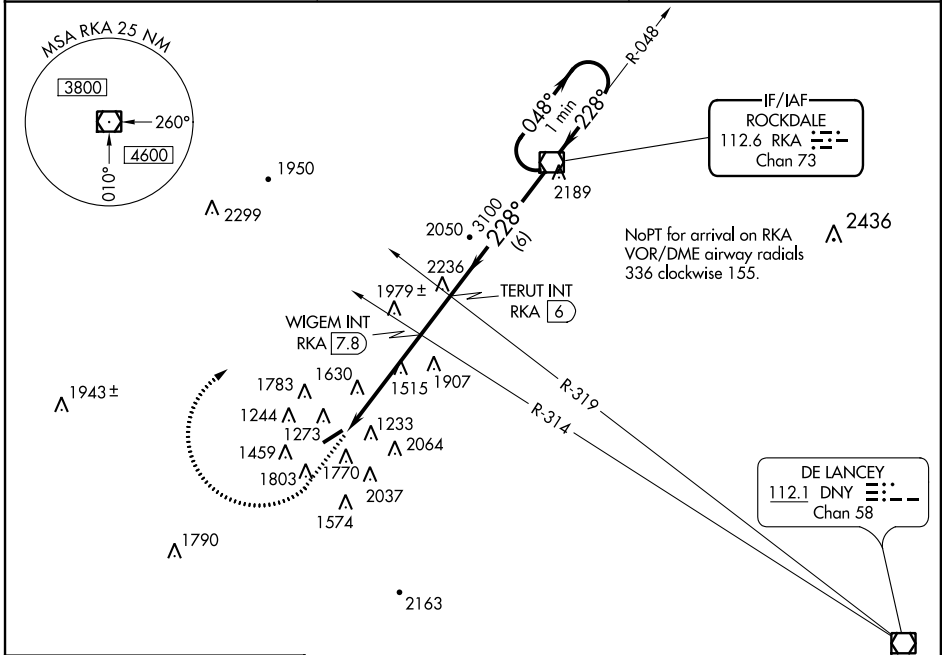 MSA RKA 25 NM
3800
260°
4600
010°
1950
2299
R-048
048°
1 min
228°
IF/IAF
ROCKDALE
112.6 RKA
Chan 73
2189
2050
3100
228°
(6)
NoPT for arrival on RKA
VOR/DME airway radials
336 clockwise 155.
2436
2236
1979 ±
TERUT INT
RKA 6
WIGEM INT
RKA 7.8
1943 ±
1783
1630
1515
1907
1244
1273
1233
1459
2064
1803
1770
2037
1574
R-319
R-314
DE LANCEY
112.1 DNY
Chan 58
1790
2163